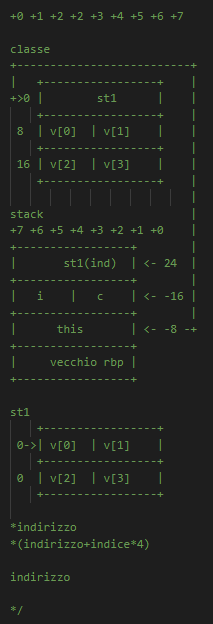 +0 +1 +2 +2 +3 +4 +5 +6 +7
classe
+--------------------------+
|   +-----------------+    |
+>0 |        st1      |    |
    +-----------------+    |
 8  | v[0]  | v[1]    |    |
    +-----------------+    |
 16 | v[2]  | v[3]    |    |
    +-----------------+    |
                           |
stack                      |
+7 +6 +5 +4 +3 +2 +1 +0    |
+-----------------+        |
|       st1(ind)  | <- 24  |
+-----------------+        |
|   i    |   c    | <- -16 |
+-----------------+        |
|      this       | <- -8 -+
+-----------------+
|     vecchio rbp |
+-----------------+
st1
    +-----------------+
 0->| v[0]  | v[1]    |
    +-----------------+
 0  | v[2]  | v[3]    |
    +-----------------+
*indirizzo
*(indirizzo+indice*4)
indirizzo
*/